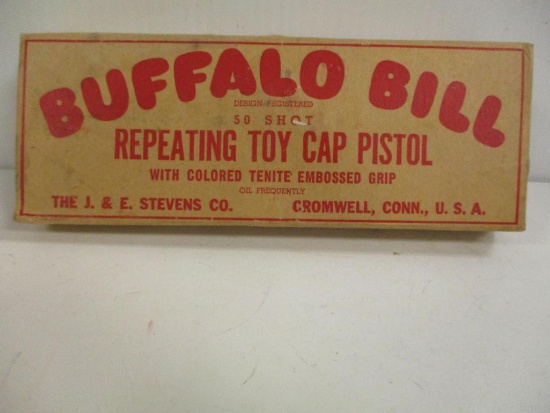 BUFFALO BILL
DESIGN REGISTERED
50 SHOT
REPEATING TOY CAP PISTOL
WITH COLORED TENITE EMBOSSED GRIP
OIL FREQUENTLY
THE J. & E. STEVENS CO. CROMWELL, CONN., U. S. A.